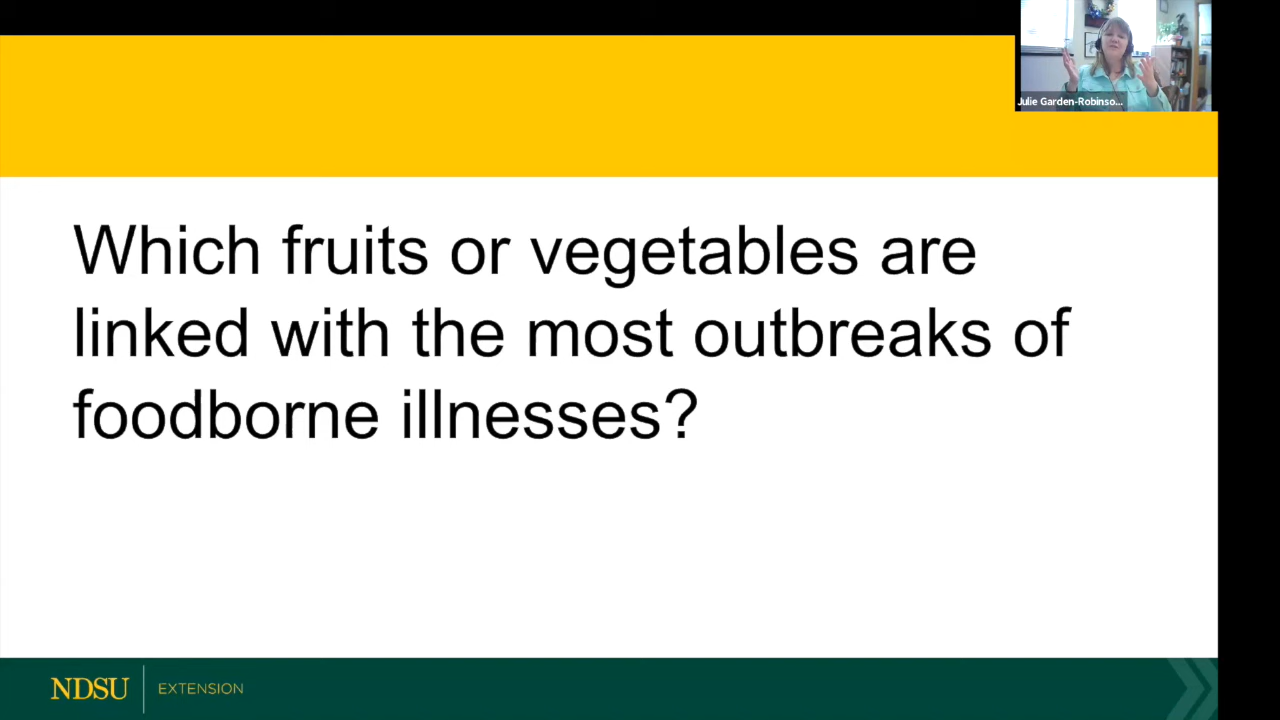 Julie Garden-Robinso...
Which fruits or vegetables are
linked with the most outbreaks of
foodborne illnesses?
NDSU
EXTENSION